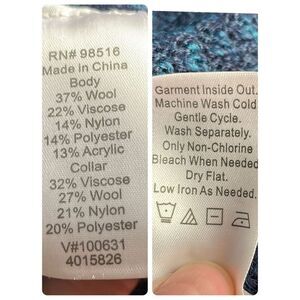 RN# 98516
Made in China
Body
37% Wool
22% Viscose
14% Nylon
14% Polyester
13% Acrylic
Collar
32% Viscose
27% Wool
21% Nylon
20% Polyester
V#100631
4015826
Garment Inside Out.
Machine Wash Cold
Gentle Cycle.
Wash Separately.
Only Non-Chlorine
Bleach When Needed
Dry Flat.
Low Iron As Needed.